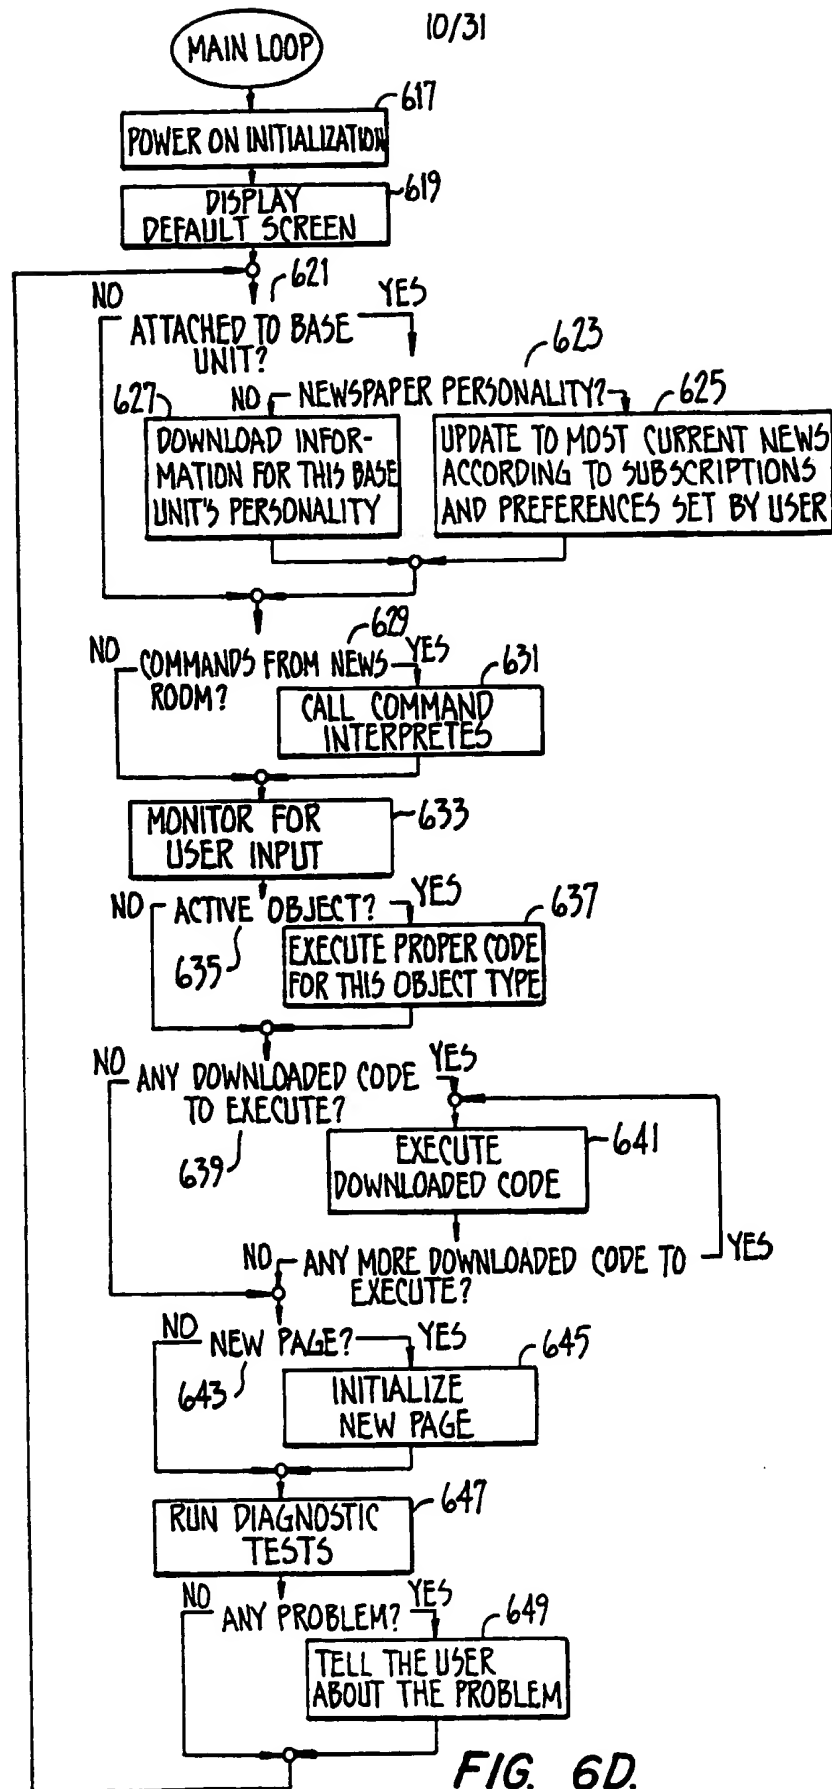 10/31
MAIN LOOP
617
POWER ON INITIALIZATION
619
DISPLAY
DEFAULT SCREEN
621
NO
YES
ATTACHED TO BASE
UNIT?
623
627
NO
NEWSPAPER PERSONALITY?
625
DOWNLOAD INFOR-
MATION FOR THIS BASE
UNIT'S PERSONALITY
UPDATE TO MOST CURRENT NEWS
ACCORDING TO SUBSCRIPTIONS
AND PREFERENCES SET BY USER
629
NO
COMMANDS FROM NEWS
ROOM?
YES
631
CALL COMMAND
INTERPRETES
MONITOR FOR
USER INPUT
633
NO
ACTIVE OBJECT?
YES
635
637
EXECUTE PROPER CODE
FOR THIS OBJECT TYPE
NO
ANY DOWNLOADED CODE
TO EXECUTE?
YES
639
EXECUTE
DOWNLOADED CODE
641
NO
ANY MORE DOWNLOADED CODE TO
EXECUTE?
YES
NO
NEW PAGE?
YES
643
645
INITIALIZE
NEW PAGE
RUN DIAGNOSTIC
TESTS
647
NO
ANY PROBLEM?
YES
649
TELL THE USER
ABOUT THE PROBLEM
FIG. 6D.